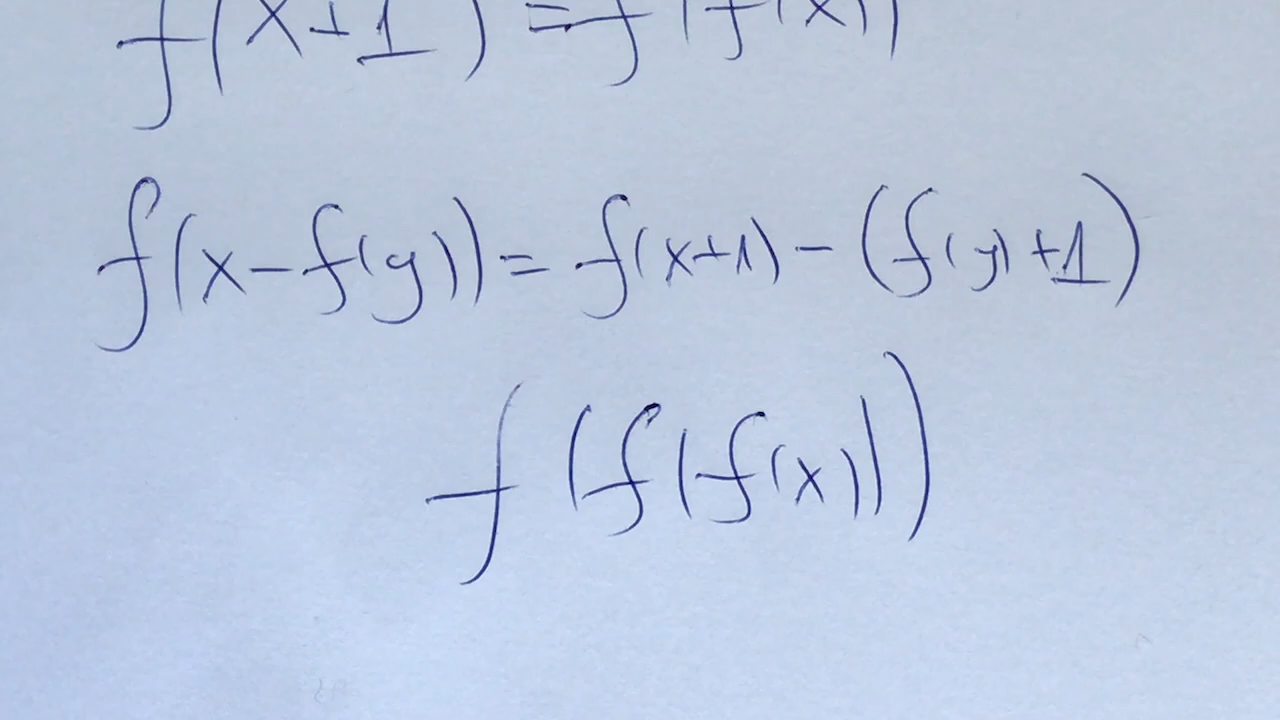 f(x+1) = f(f(x))
f(x-f(y)) = f(x+1) - (f(y)+1)
f(f(f(x)))